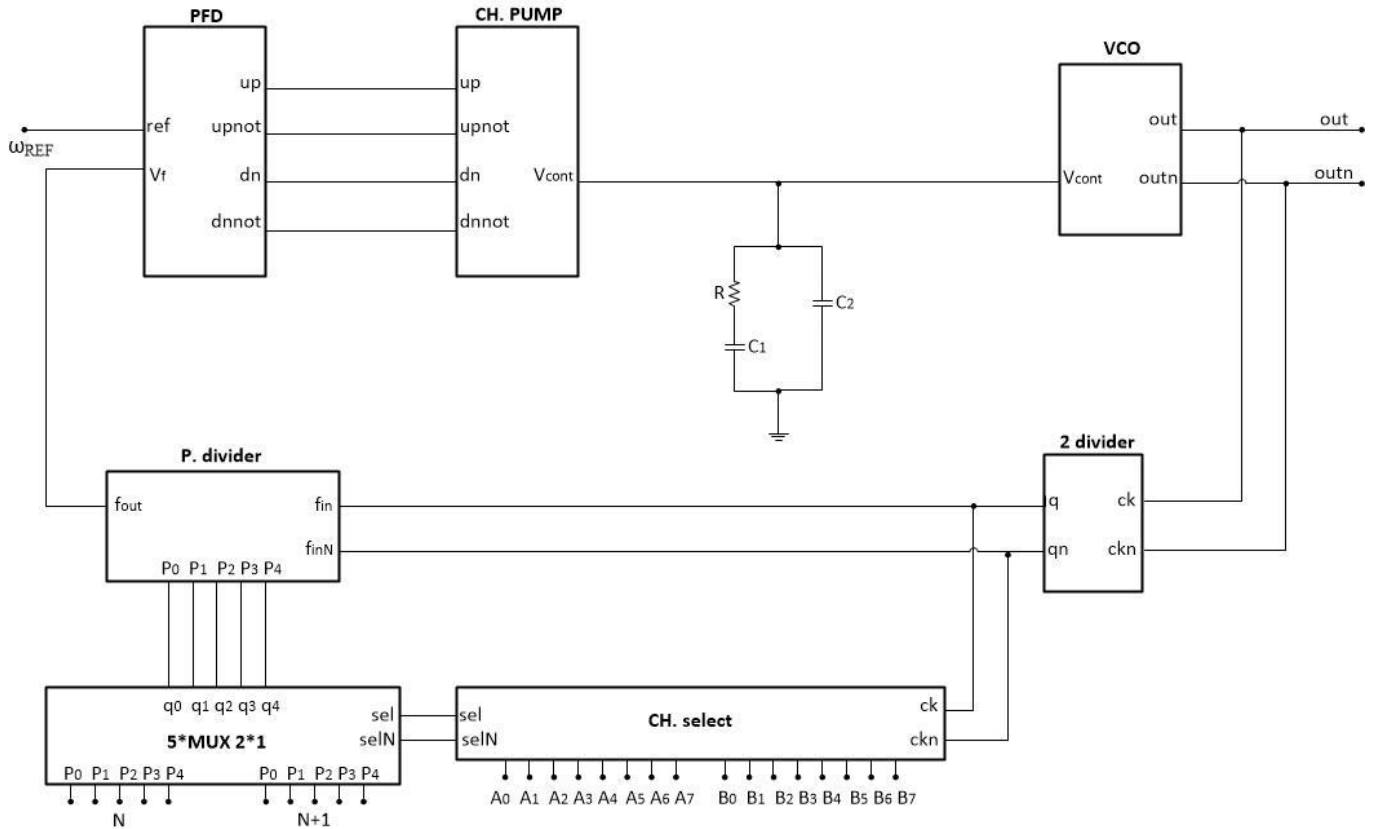 PFD
CH. PUMP
VCO
up
up
ref
upnot
upnot
out
out
ωREF
Vf
dn
dn
Vcont
Vcont
outn
outn
dnnot
dnnot
R
C2
C1
P. divider
2 divider
fout
fin
q
ck
finN
qn
ckn
P0 P1 P2 P3 P4
q0 q1 q2 q3 q4
sel
sel
CH. select
ck
5*MUX 2*1
selN
selN
ckn
P0 P1 P2 P3 P4
P0 P1 P2 P3 P4
A0 A1 A2 A3 A4 A5 A6 A7
B0 B1 B2 B3 B4 B5 B6 B7
N
N+1